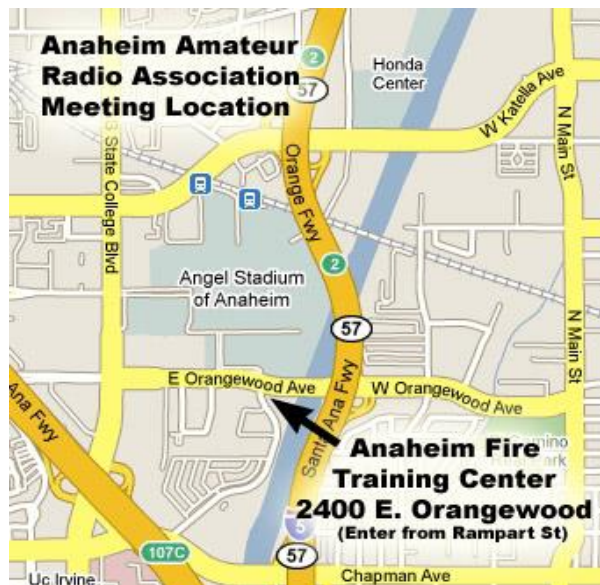 Anaheim Amateur
Radio Association
Meeting Location
2
57
Honda
Center
W Katella Ave
N Main St
S State College Blvd
Orange Fwy
2
Angel Stadium
of Anaheim
57
N Main St
E Orangewood Ave
W Orangewood Ave
Ana Fwy
Santa Ana Fwy
Anaheim Fire
Training Center
2400 E. Orangewood
(Enter from Rampart St)
5
107C
57
Chapman Ave
Uc Irvine